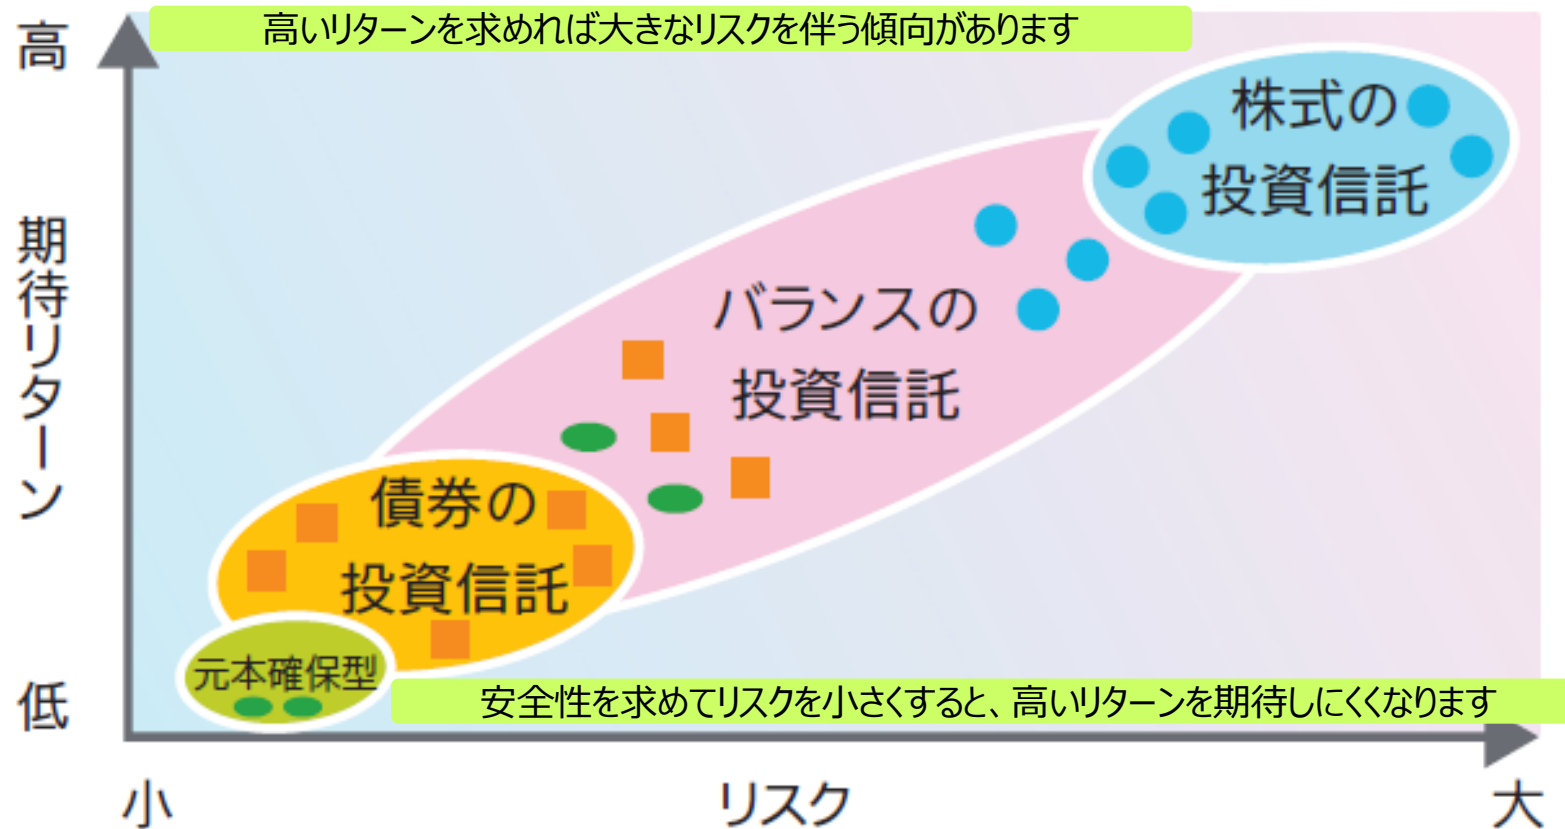 高いリターンを求めれば大きなリスクを伴う傾向があります
高
株式の
投資信託
期待リターン
バランスの
投資信託
債券の
投資信託
元本確保型
安全性を求めてリスクを小さくすると、高いリターンを期待しにくくなります
低
小
リスク
大